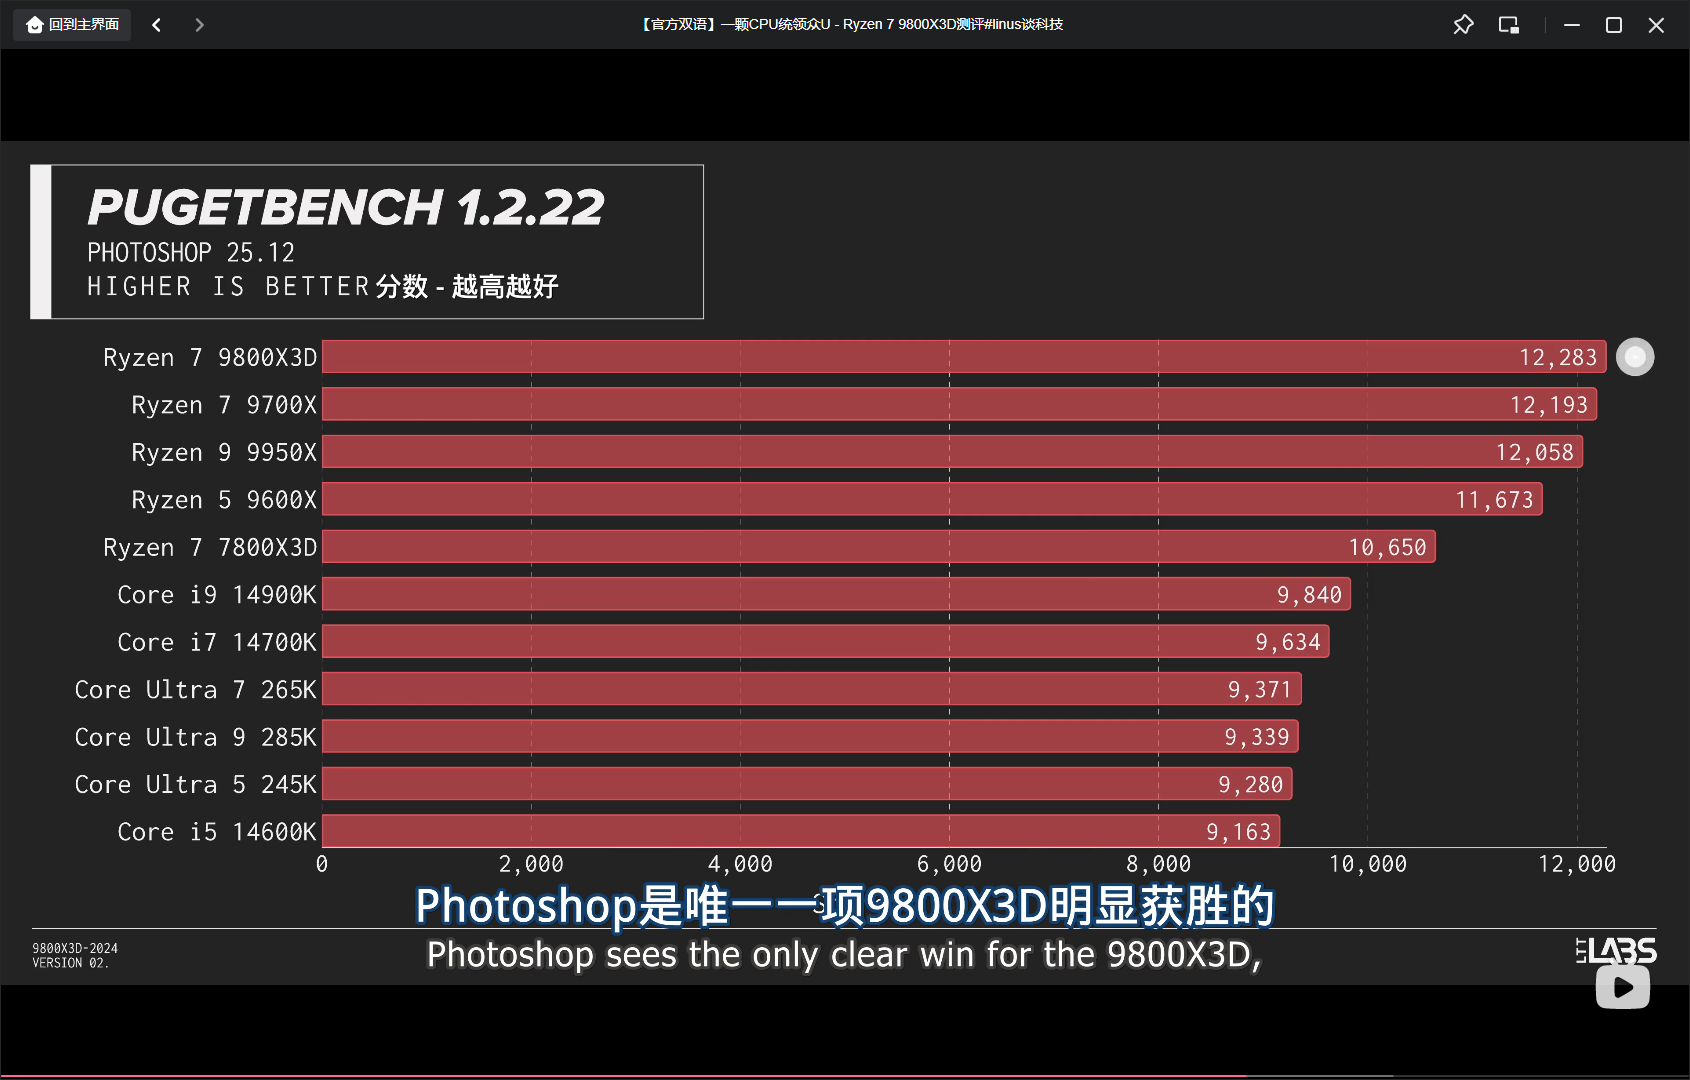 回到主界面
【官方双语】一颗CPU统领众U - Ryzen 7 9800X3D测评#linus谈科技
PUGETBENCH 1.2.22
PHOTOSHOP 25.12
HIGHER IS BETTER 分数 - 越高越好
Ryzen 7 9800X3D 12,283
Ryzen 7 9700X 12,193
Ryzen 9 9950X 12,058
Ryzen 5 9600X 11,673
Ryzen 7 7800X3D 10,650
Core i9 14900K 9,840
Core i7 14700K 9,634
Core Ultra 7 265K 9,371
Core Ultra 9 285K 9,339
Core Ultra 5 245K 9,280
Core i5 14600K 9,163
0 2,000 4,000 6,000 8,000 10,000 12,000
Photoshop是唯一一项9800X3D明显获胜的
Photoshop sees the only clear win for the 9800X3D,
9800X3D-2024
VERSION 02.
LTT LABS